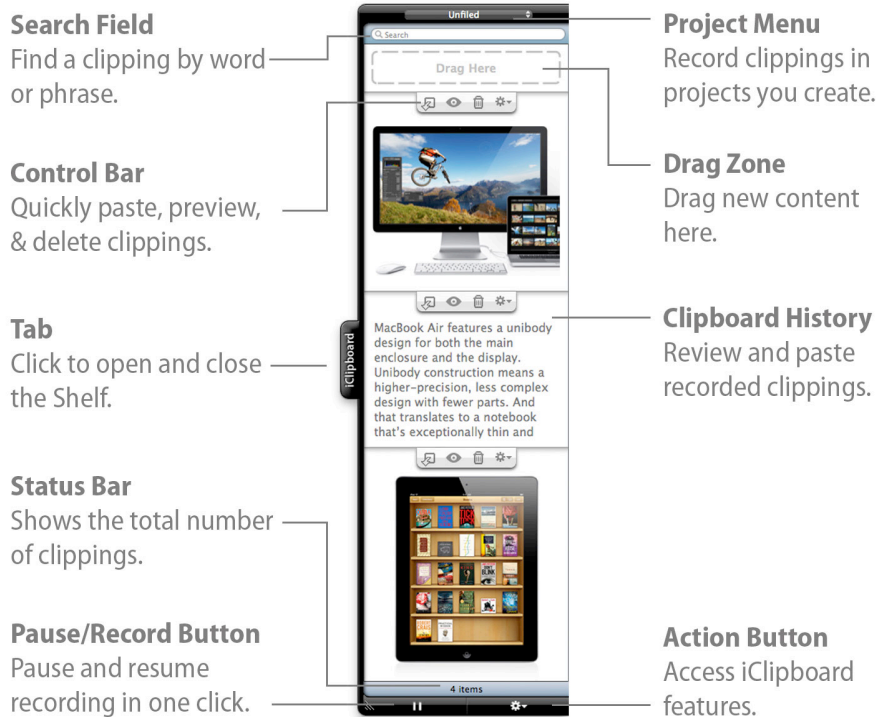 Search Field
Find a clipping by word
or phrase.
Control Bar
Quickly paste, preview,
& delete clippings.
Tab
Click to open and close
the Shelf.
Status Bar
Shows the total number
of clippings.
Pause/Record Button
Pause and resume
recording in one click.
Unfiled
Search
Drag Here
iClipboard
MacBook Air features a unibody
design for both the main
enclosure and the display.
Unibody construction means a
higher-precision, less complex
design with fewer parts. And
that translates to a notebook
that's exceptionally thin and
4 items
Project Menu
Record clippings in
projects you create.
Drag Zone
Drag new content
here.
Clipboard History
Review and paste
recorded clippings.
Action Button
Access iClipboard
features.